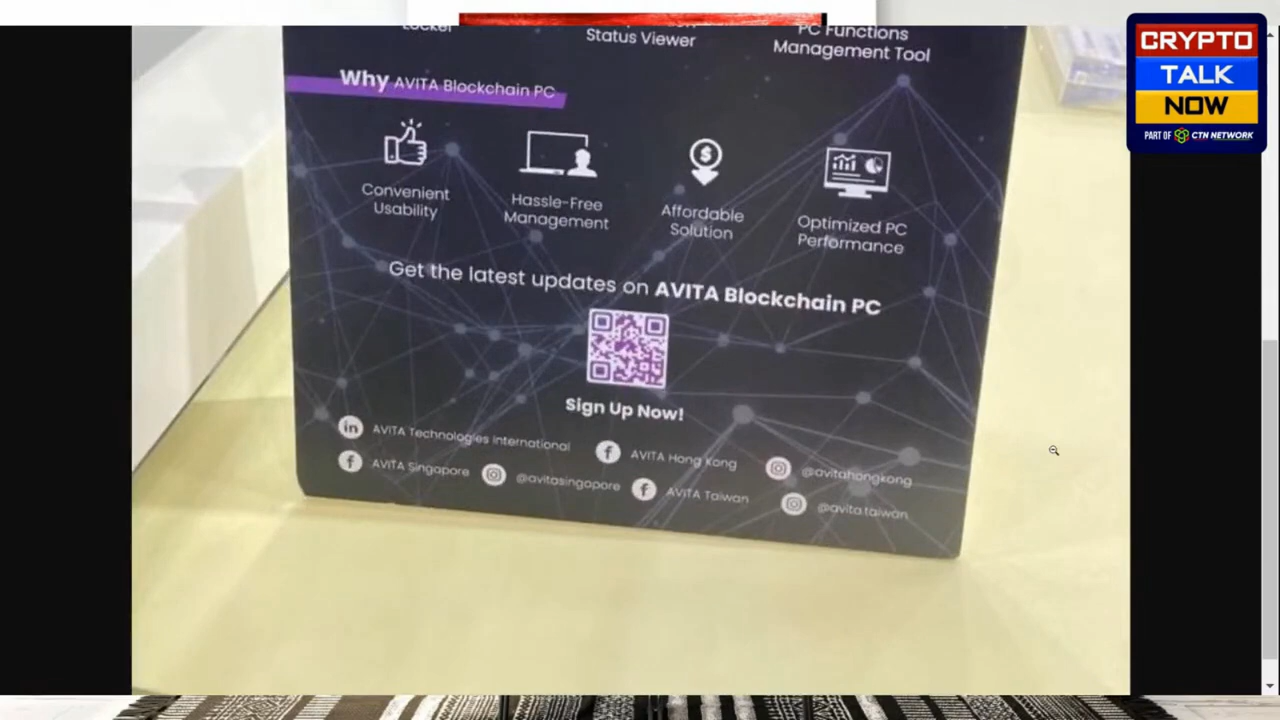 Status Viewer
PC Functions
Management Tool
Why AVITA Blockchain PC
Convenient
Usability
Hassle-Free
Management
Affordable
Solution
Optimized PC
Performance
Get the latest updates on AVITA Blockchain PC
Sign Up Now!
in AVITA Technologies International
f AVITA Hong Kong
@avitahongkong
f AVITA Singapore
@avitasingapore
f AVITA Taiwan
@avita.taiwan
CRYPTO
TALK
NOW
PART OF CTN NETWORK